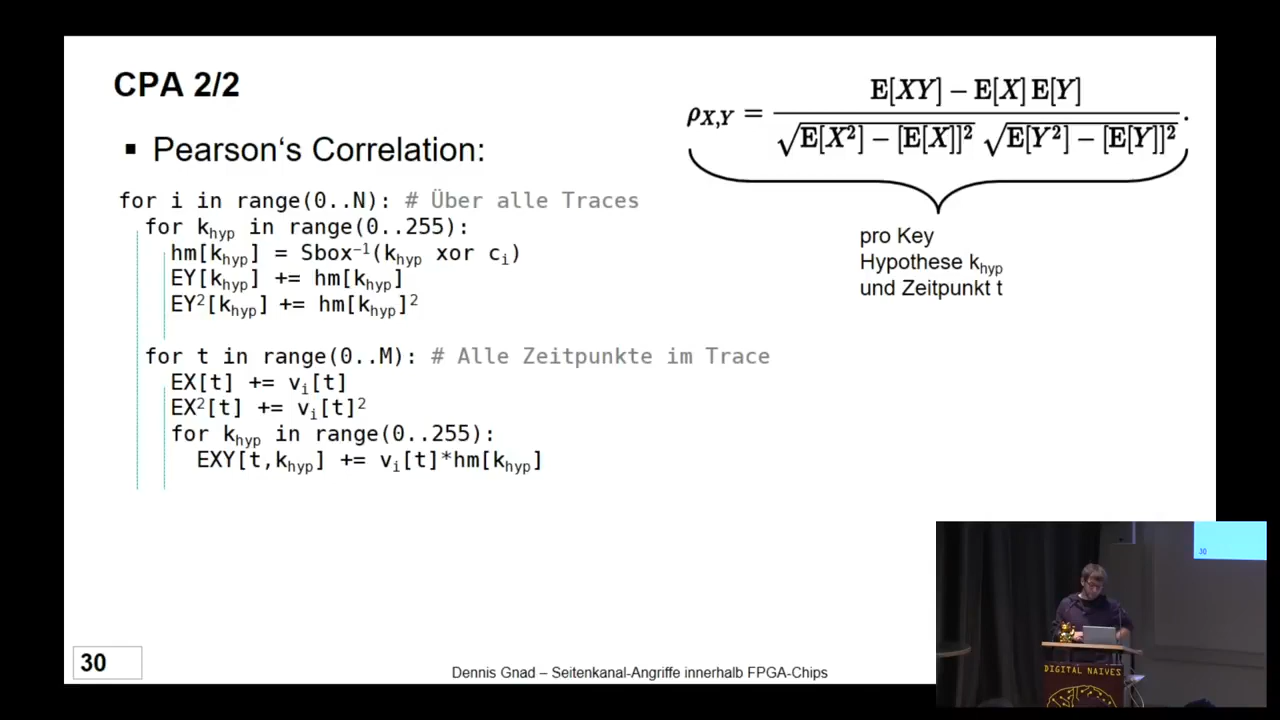 CPA 2/2
▪ Pearson‘s Correlation:
ρX,Y = E[XY] − E[X] E[Y] / √E[X²] − [E[X]]² √E[Y²] − [E[Y]]² .
for i in range(0..N): # Über alle Traces
for khyp in range(0..255):
hm[khyp] = Sbox⁻¹(khyp xor ci)
EY[khyp] += hm[khyp]
EY²[khyp] += hm[khyp]²
for t in range(0..M): # Alle Zeitpunkte im Trace
EX[t] += vi[t]
EX²[t] += vi[t]²
for khyp in range(0..255):
EXY[t,khyp] += vi[t]*hm[khyp]
pro Key
Hypothese khyp
und Zeitpunkt t
30
Dennis Gnad – Seitenkanal-Angriffe innerhalb FPGA-Chips
30
DIGITAL NAIVES